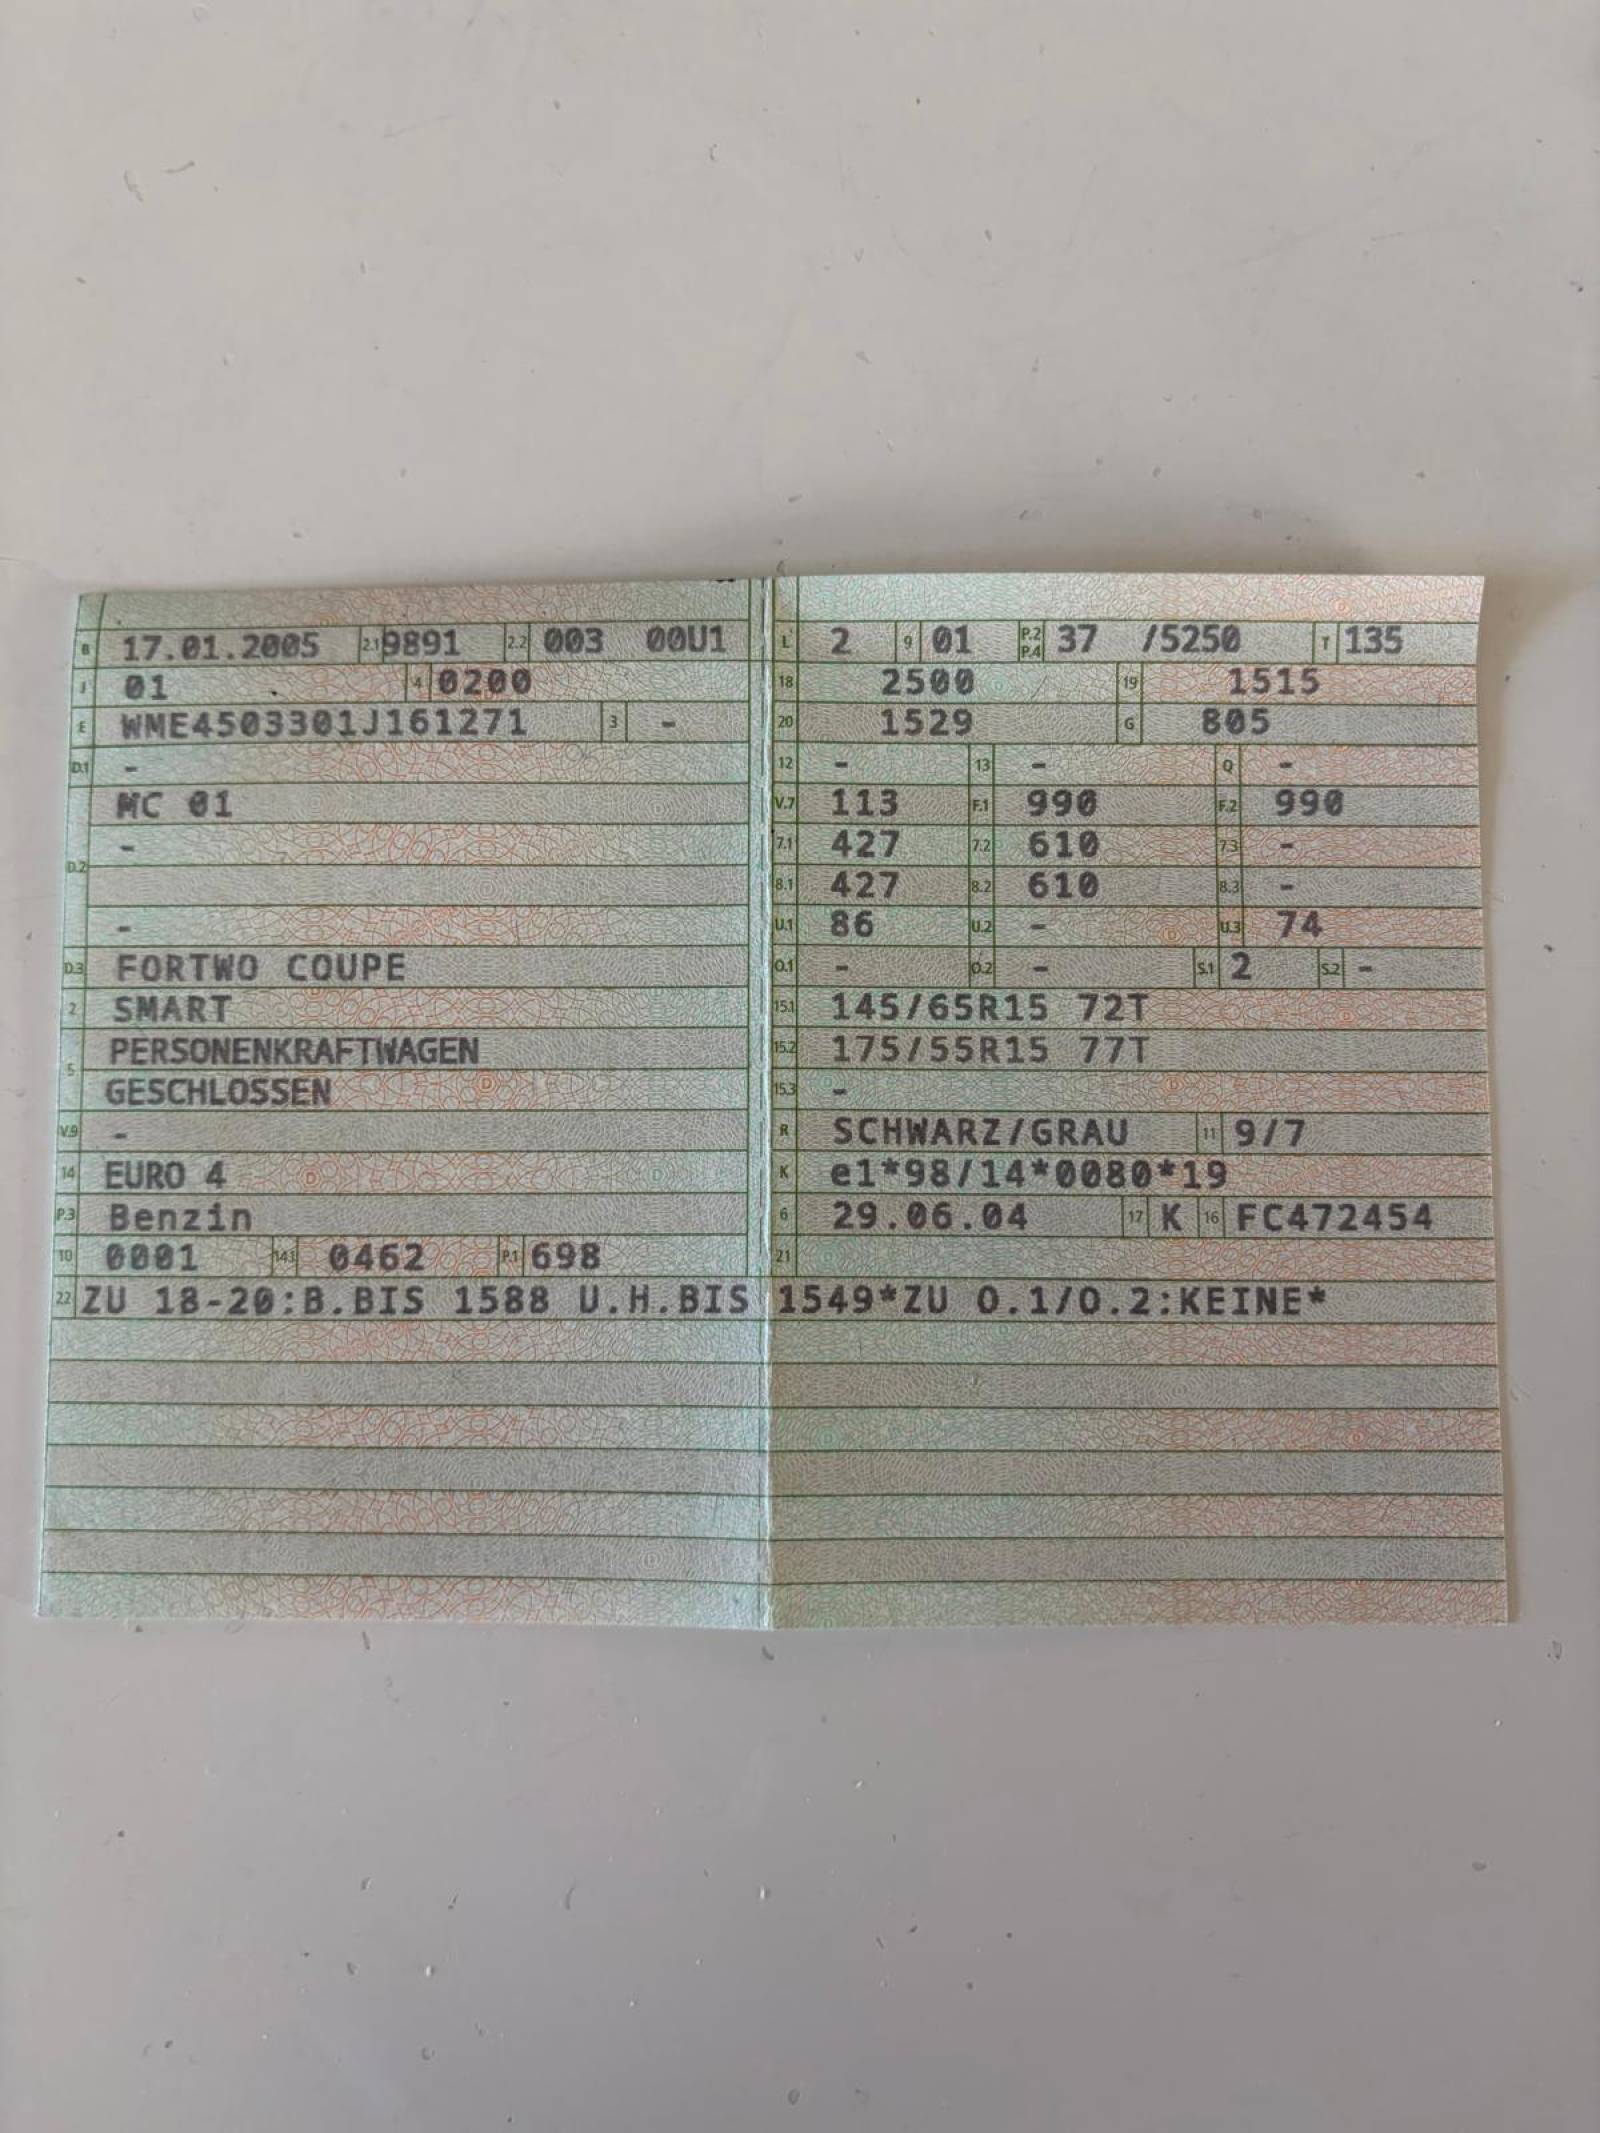 B 17.01.2005 2.1 9891 2.2 003 00U1
J 01 4 0200
E WME4503301J161271 3 -
D.1 -
MC 01
-
D.2
-
D.3 FORTWO COUPE
2 SMART
PERSONENKRAFTWAGEN
5
GESCHLOSSEN
V.9 -
14 EURO 4
P.3 Benzin
10 0001 14.1 0462 P.1 698
L 2 9 01 P.2 P.4 37 /5250 T 135
18 2500 19 1515
20 1529 G 805
12 - 13 - Q -
V.7 113 F.1 990 F.2 990
7.1 427 7.2 610 7.3 -
8.1 427 8.2 610 8.3 -
U.1 86 U.2 - U.3 74
O.1 - O.2 - S.1 2 S.2 -
15.1 145/65R15 72T
15.2 175/55R15 77T
15.3 -
R SCHWARZ/GRAU 11 9/7
K e1*98/14*0080*19
6 29.06.04 17 K 16 FC472454
21
22 ZU 18-20:B.BIS 1588 U.H.BIS 1549*ZU O.1/O.2:KEINE*